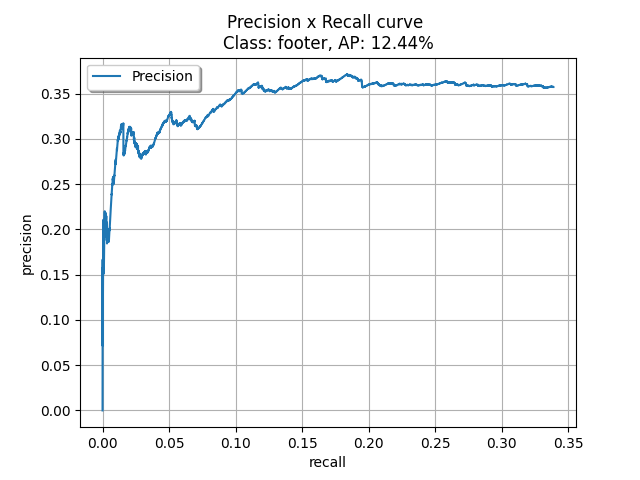 Precision x Recall curve
Class: footer, AP: 12.44%
Precision
precision
0.35
0.30
0.25
0.20
0.15
0.10
0.05
0.00
0.00 0.05 0.10 0.15 0.20 0.25 0.30 0.35
recall